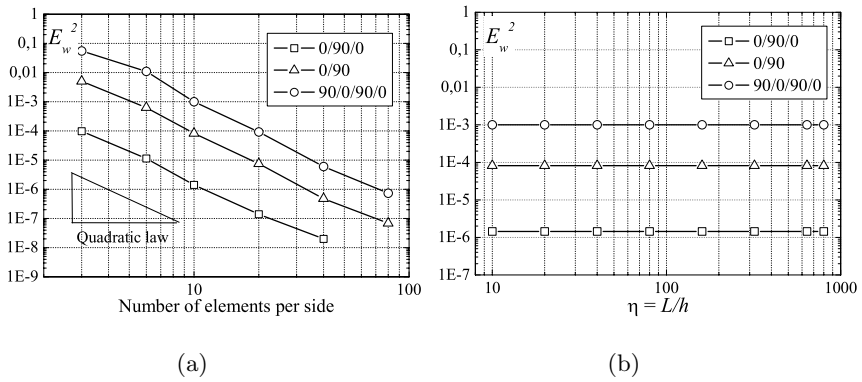 1
0,1
0,01
1E-3
1E-4
1E-5
1E-6
1E-7
1E-8
1E-9
E_w^2
0/90/0
0/90
90/0/90/0
Quadratic law
10
100
Number of elements per side
(a)
1
0,1
0,01
1E-3
1E-4
1E-5
1E-6
1E-7
E_w^2
0/90/0
0/90
90/0/90/0
10
100
1000
η = L/h
(b)